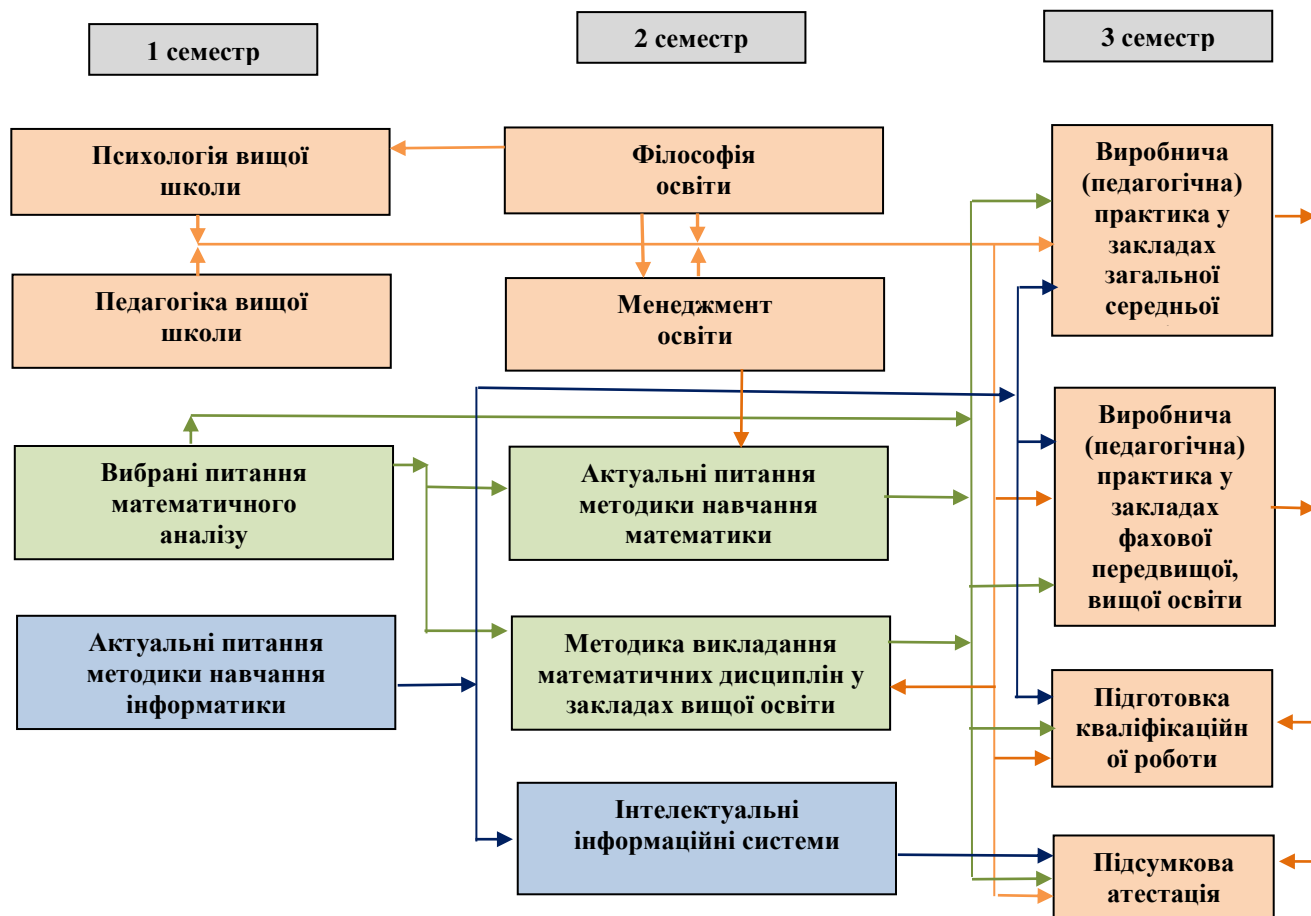 1 семестр
2 семестр
3 семестр
Психологія вищої
школи
Філософія
освіти
Виробнича
(педагогічна)
практика у
закладах
загальної
середньої
Педагогіка вищої
школи
Менеджмент
освіти
Вибрані питання
математичного
аналізу
Актуальні питання
методики навчання
математики
Виробнича
(педагогічна)
практика у
закладах
фахової
передвищої,
вищої освіти
Актуальні питання
методики навчання
інформатики
Методика викладання
математичних дисциплін у
закладах вищої освіти
Підготовка
кваліфікаційн
ої роботи
Інтелектуальні
інформаційні системи
Підсумкова
атестація